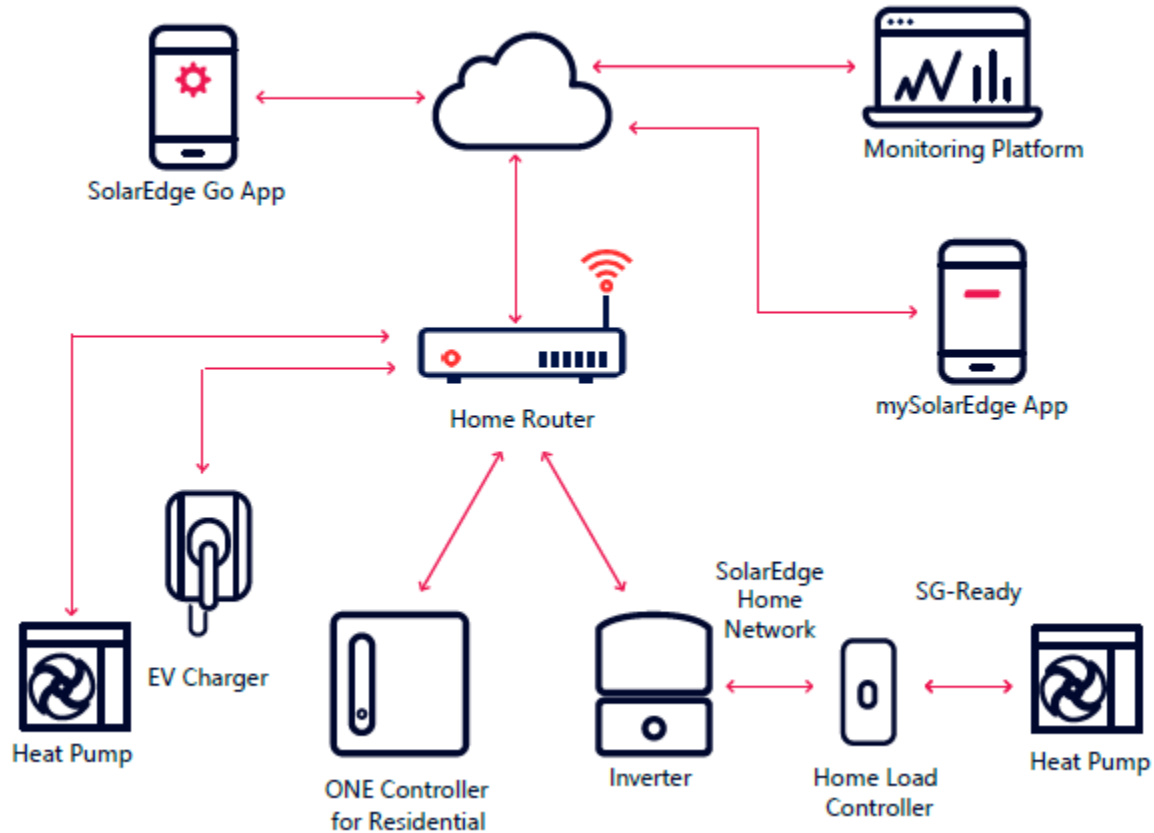 SolarEdge Go App
Monitoring Platform
mySolarEdge App
Home Router
SolarEdge
Home
Network
SG-Ready
EV Charger
Heat Pump
ONE Controller
for Residential
Inverter
Home Load
Controller
Heat Pump